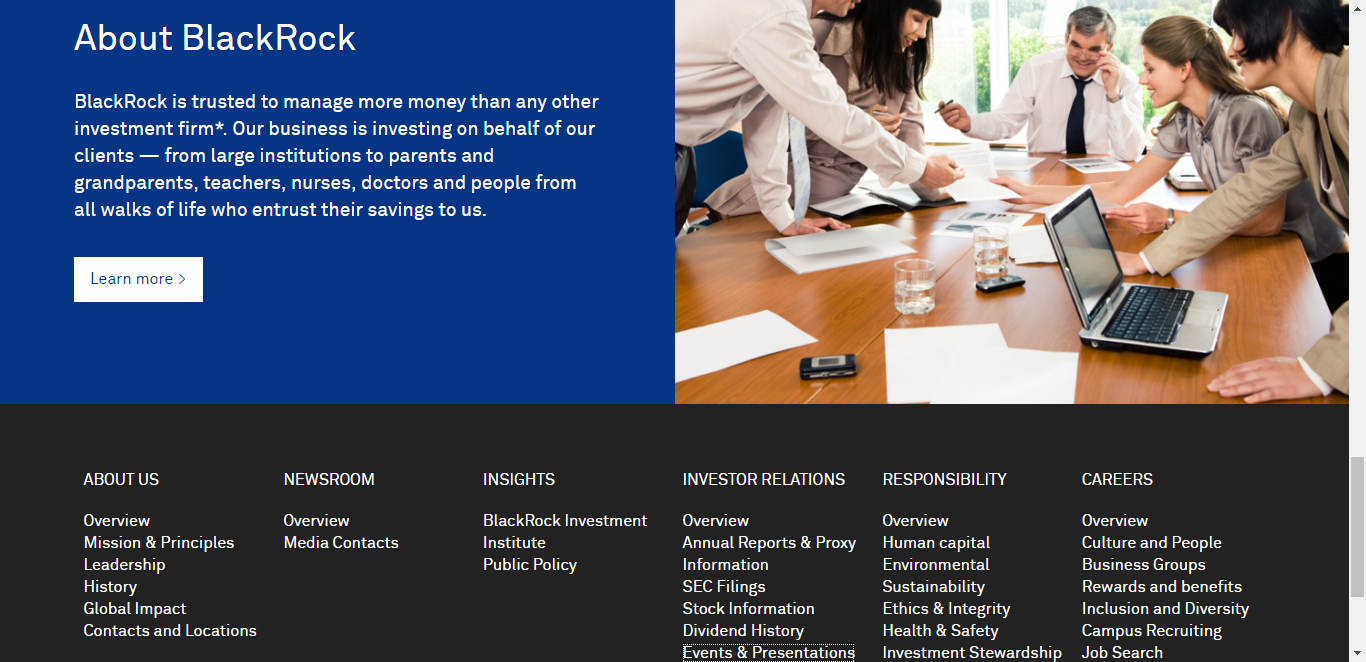 About BlackRock
BlackRock is trusted to manage more money than any other
investment firm*. Our business is investing on behalf of our
clients — from large institutions to parents and
grandparents, teachers, nurses, doctors and people from
all walks of life who entrust their savings to us.
Learn more >
ABOUT US
Overview
Mission & Principles
Leadership
History
Global Impact
Contacts and Locations
NEWSROOM
Overview
Media Contacts
INSIGHTS
BlackRock Investment
Institute
Public Policy
INVESTOR RELATIONS
Overview
Annual Reports & Proxy
Information
SEC Filings
Stock Information
Dividend History
Events & Presentations
RESPONSIBILITY
Overview
Human capital
Environmental
Sustainability
Ethics & Integrity
Health & Safety
Investment Stewardship
CAREERS
Overview
Culture and People
Business Groups
Rewards and benefits
Inclusion and Diversity
Campus Recruiting
Job Search